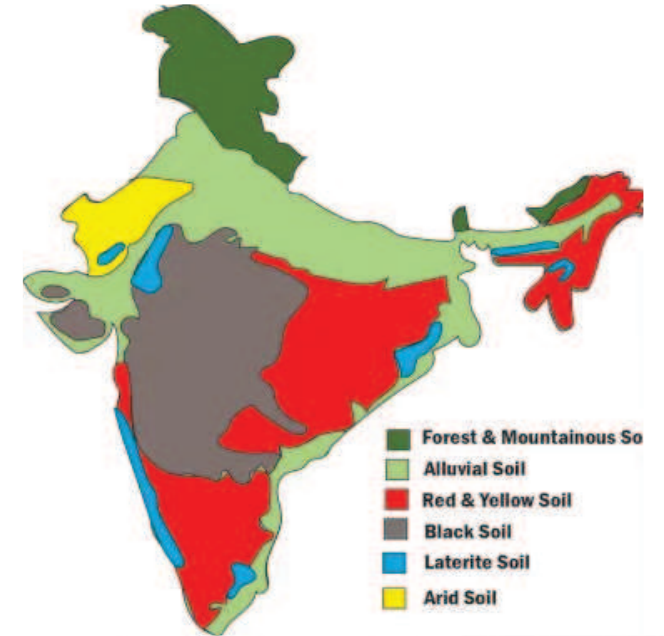 Forest & Mountainous So
Alluvial Soil
Red & Yellow Soil
Black Soil
Laterite Soil
Arid Soil